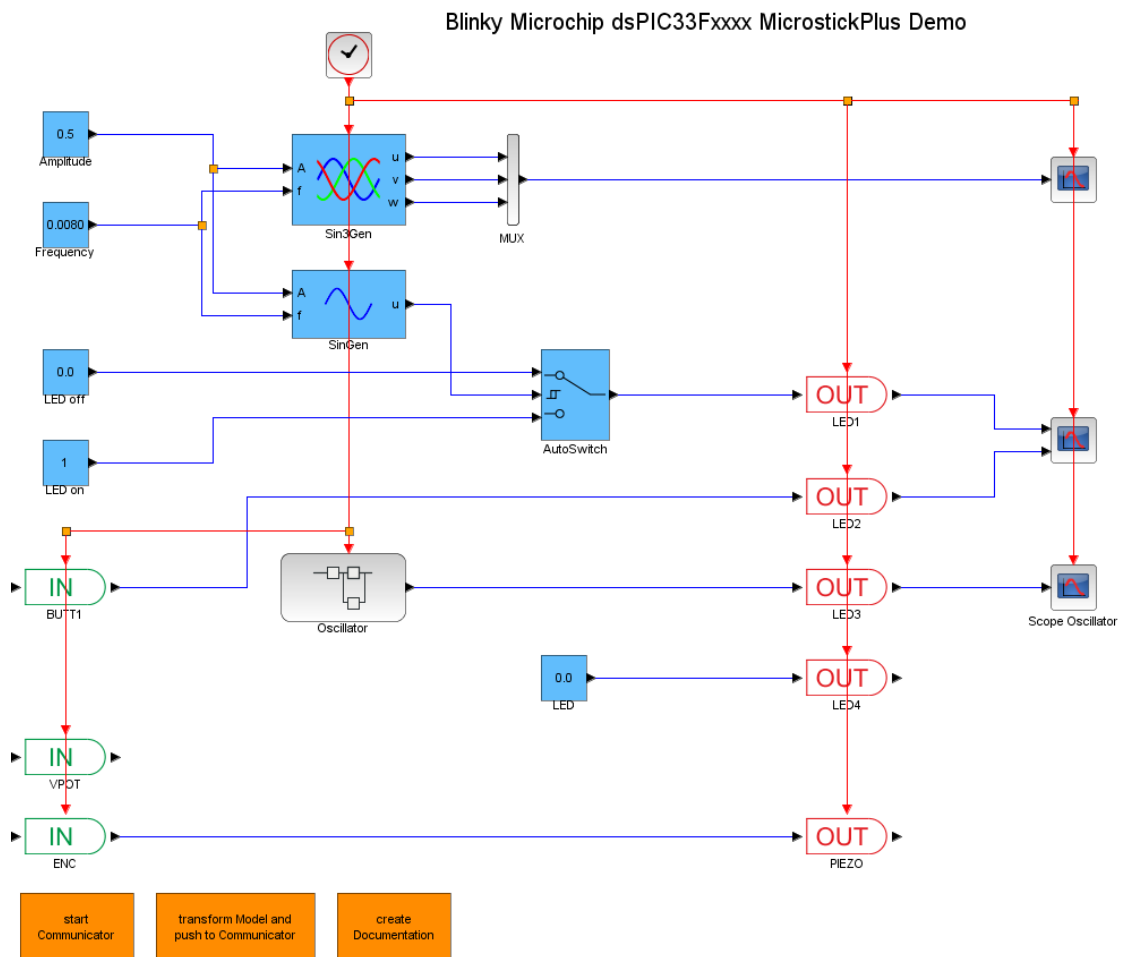 Blinky Microchip dsPIC33Fxxxx MicrostickPlus Demo
0.5
Amplitude
A
f
u
v
w
Sin3Gen
MUX
0.0080
Frequency
A
f
u
SinGen
0.0
LED off
AutoSwitch
OUT
LED1
1
LED on
OUT
LED2
IN
BUTT1
Oscillator
OUT
LED3
Scope Oscillator
0.0
LED
OUT
LED4
IN
VPOT
IN
ENC
OUT
PIEZO
start
Communicator
transform Model and
push to Communicator
create
Documentation